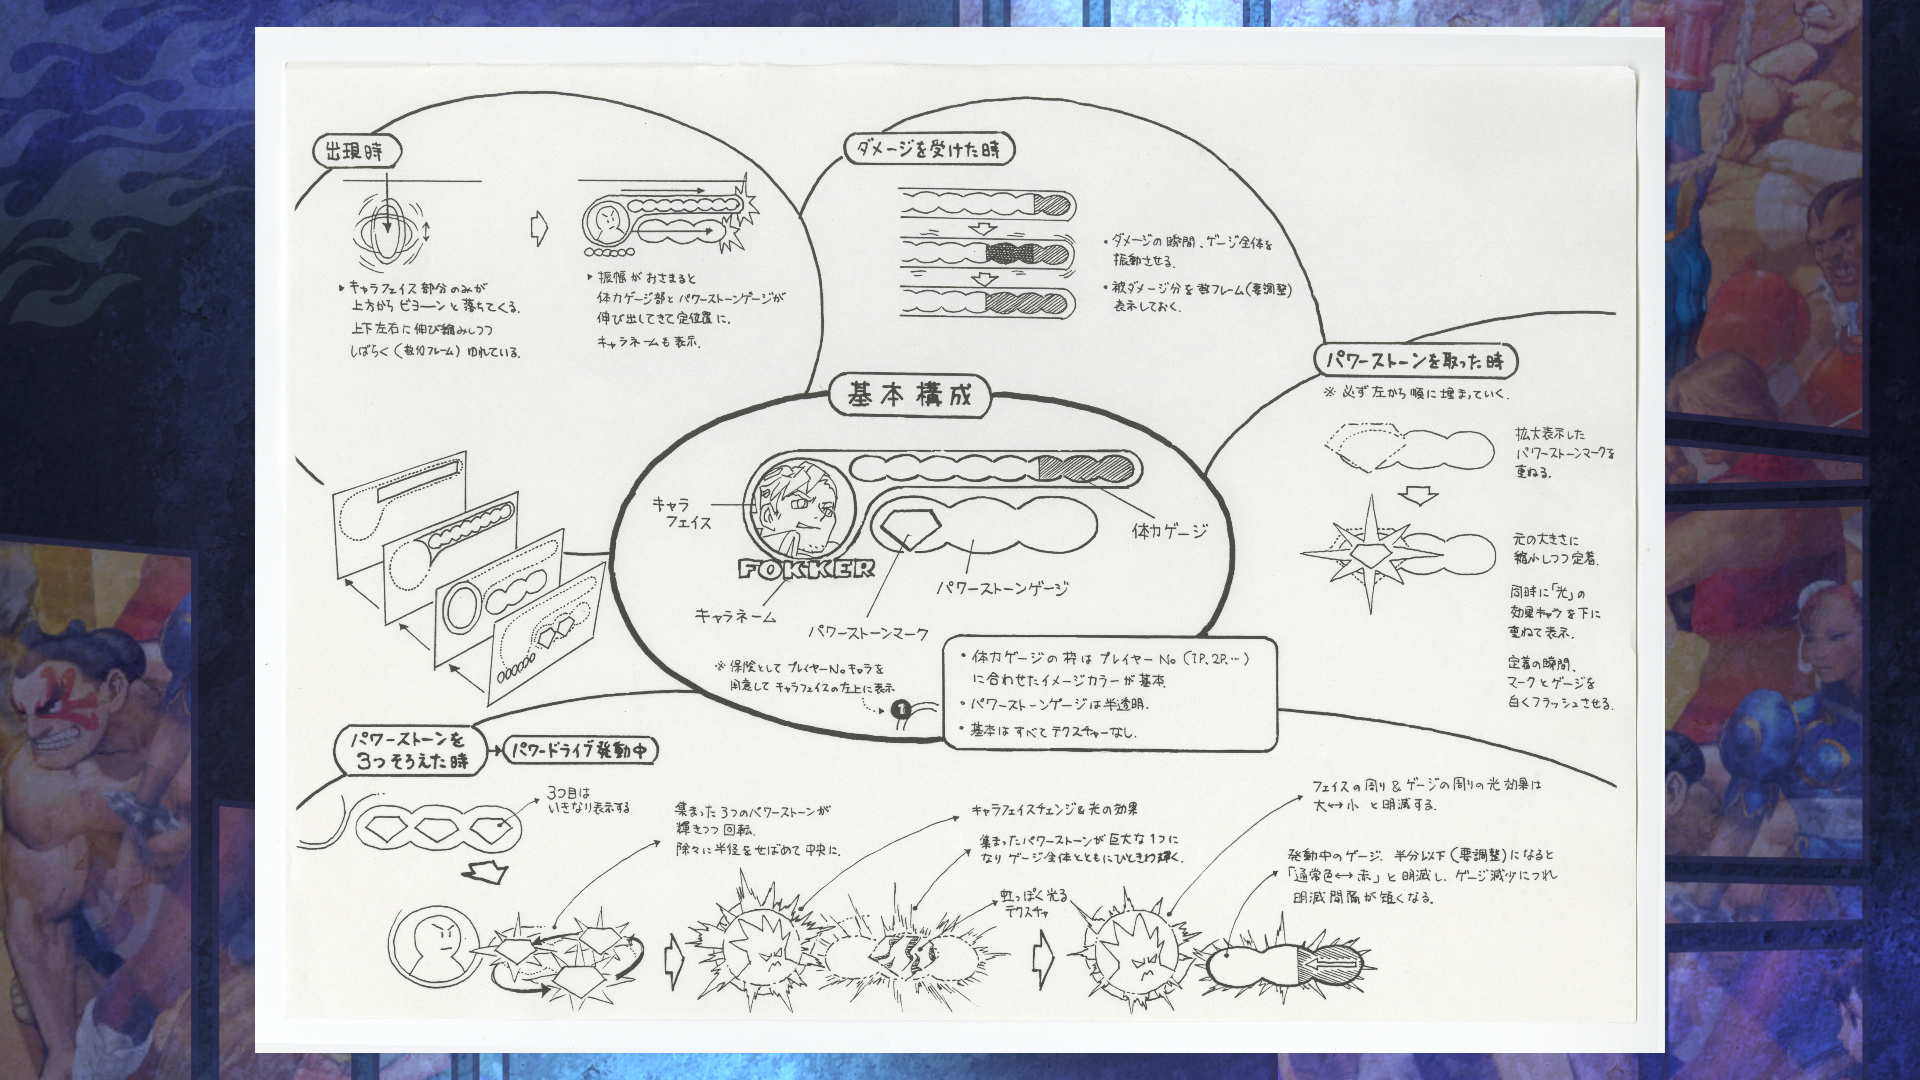 出現時
▸ キャラフェイス部分のみが
上方からビヨーンと落ちてくる。
上下左右に伸び縮みしつつ
しばらく(数10フレーム)ゆれている。
▸ 振幅がおさまると
体力ゲージ部とパワーストーンゲージが
伸び出してきて定位置に。
キャラネームも表示。
ダメージを受けた時
・ダメージの瞬間、ゲージ全体を
振動させる。
・被ダメージ分を数フレーム(要調整)
表示しておく。
パワーストーンを取った時
※ 必ず左から順に埋まっていく。
拡大表示した
パワーストーンマークを
重ねる。
元の大きさに
縮小しつつ定着。
同時に「光」の
効果キャラを下に
重ねて表示。
定着の瞬間、
マークとゲージを
白くフラッシュさせる。
基本構成
キャラ
フェイス
FOKKER
キャラネーム
パワーストーンマーク
パワーストーンゲージ
体力ゲージ
※ 保険としてプレイヤーNoキャラを
用意してキャラフェイスの左上に表示
1
・体力ゲージの枠はプレイヤーNo(1P、2P、…)
に合わせたイメージカラーが基本。
・パワーストーンゲージは半透明。
・基本はすべてテクスチャーなし。
パワーストーンを
3つそろえた時
パワードライブ発動中
3つ目は
いきなり表示する
集まった3つのパワーストーンが
輝きつつ回転。
除々に半径をせばめて中央に。
キャラフェイスチェンジ&光の効果
集まったパワーストーンが巨大な1つに
なりゲージ全体とともにひときわ輝く。
虹っぽく光る
テクスチャ
フェイスの周り&ゲージの周りの光効果は
大↔小 と明滅する。
発動中のゲージ。半分以下(要調整)になると
「通常色↔赤」と明滅し、ゲージ減少につれ
明滅間隔が短くなる。